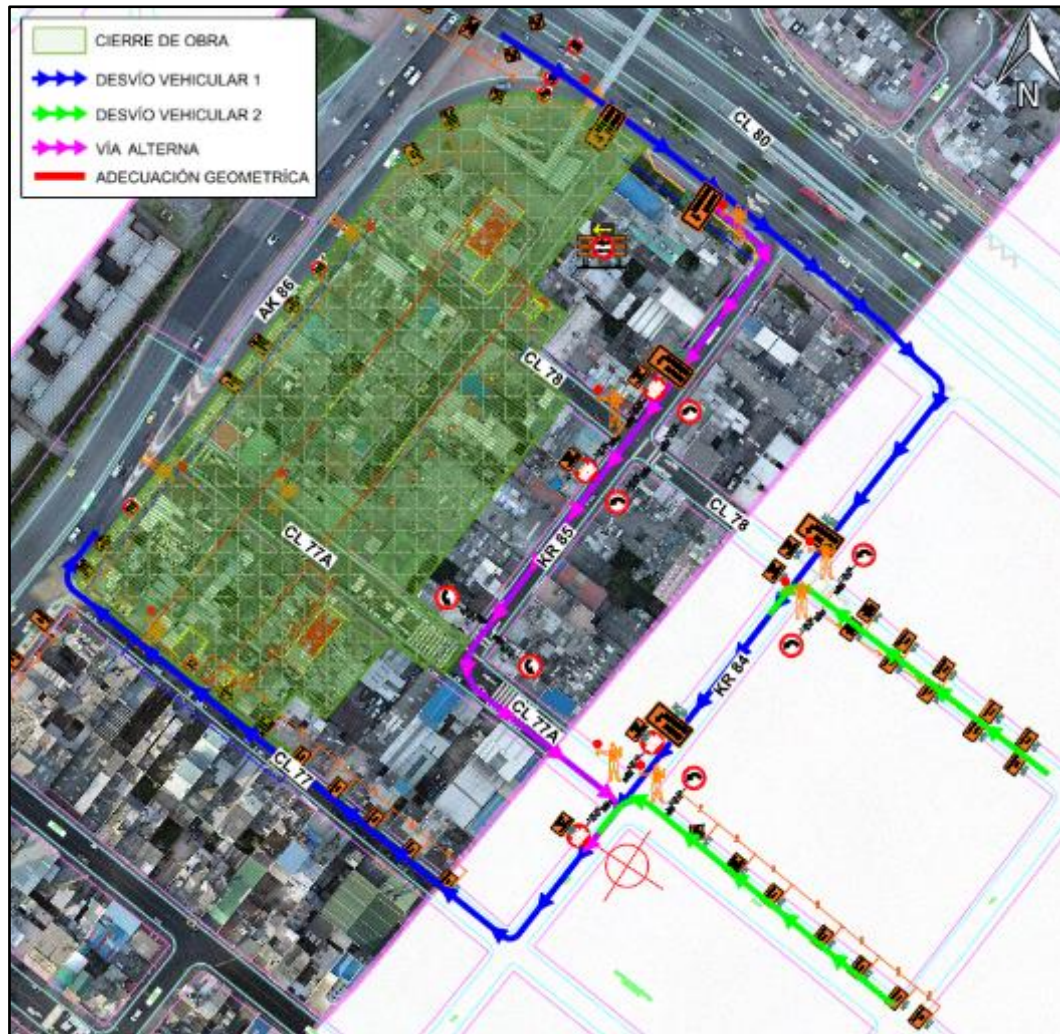 CIERRE DE OBRA
DESVÍO VEHICULAR 1
DESVÍO VEHICULAR 2
VÍA ALTERNA
ADECUACIÓN GEOMETRÍCA
N
CL 80
AK 86
CL 78
CL 78
CL 77A
KR 85
KR 84
CL 77A
CL 77